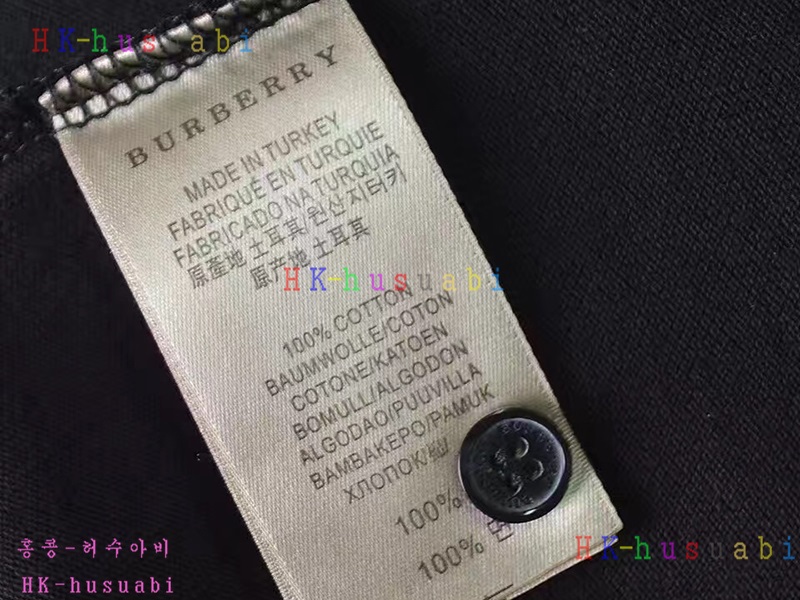 HK-husuabi
BURBERRY
MADE IN TURKEY
FABRIQUÉ EN TURQUIE
FABRICADO NA TURQUIA
原產地 土耳其/원산지터키
原产地 土耳其
HK-husuabi
100% COTTON
BAUMWOLLE/COTON
COTONE/KATOEN
BOMULL/ALGODON
ALGODAO/PUUVILLA
ΒΑΜΒΑΚΕΡΟ/PAMUK
ХЛОПОК/
100%
100% 면
HK-husuabi
홍콩-허수아비
HK-husuabi